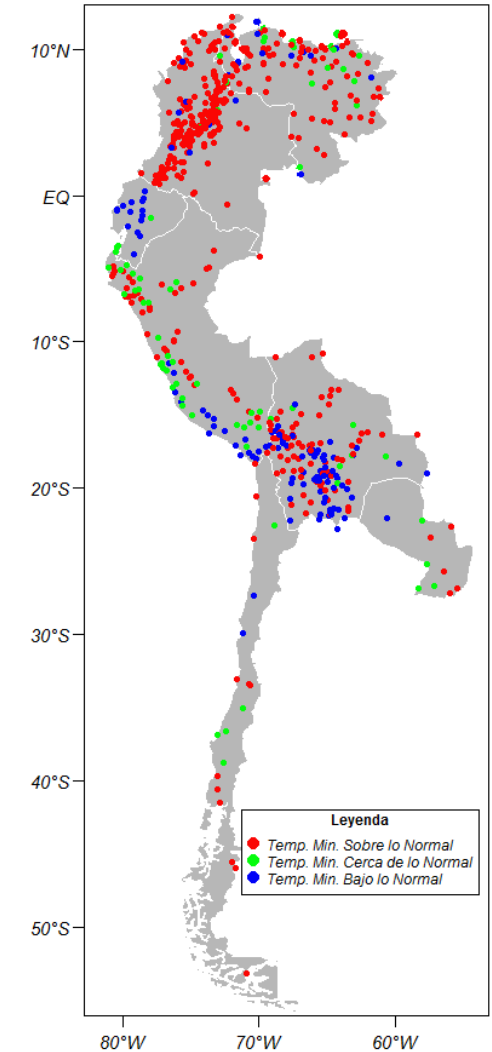 10°N
EQ
10°S
20°S
30°S
40°S
50°S
Leyenda
Temp. Min. Sobre lo Normal
Temp. Min. Cerca de lo Normal
Temp. Min. Bajo lo Normal
80°W
70°W
60°W